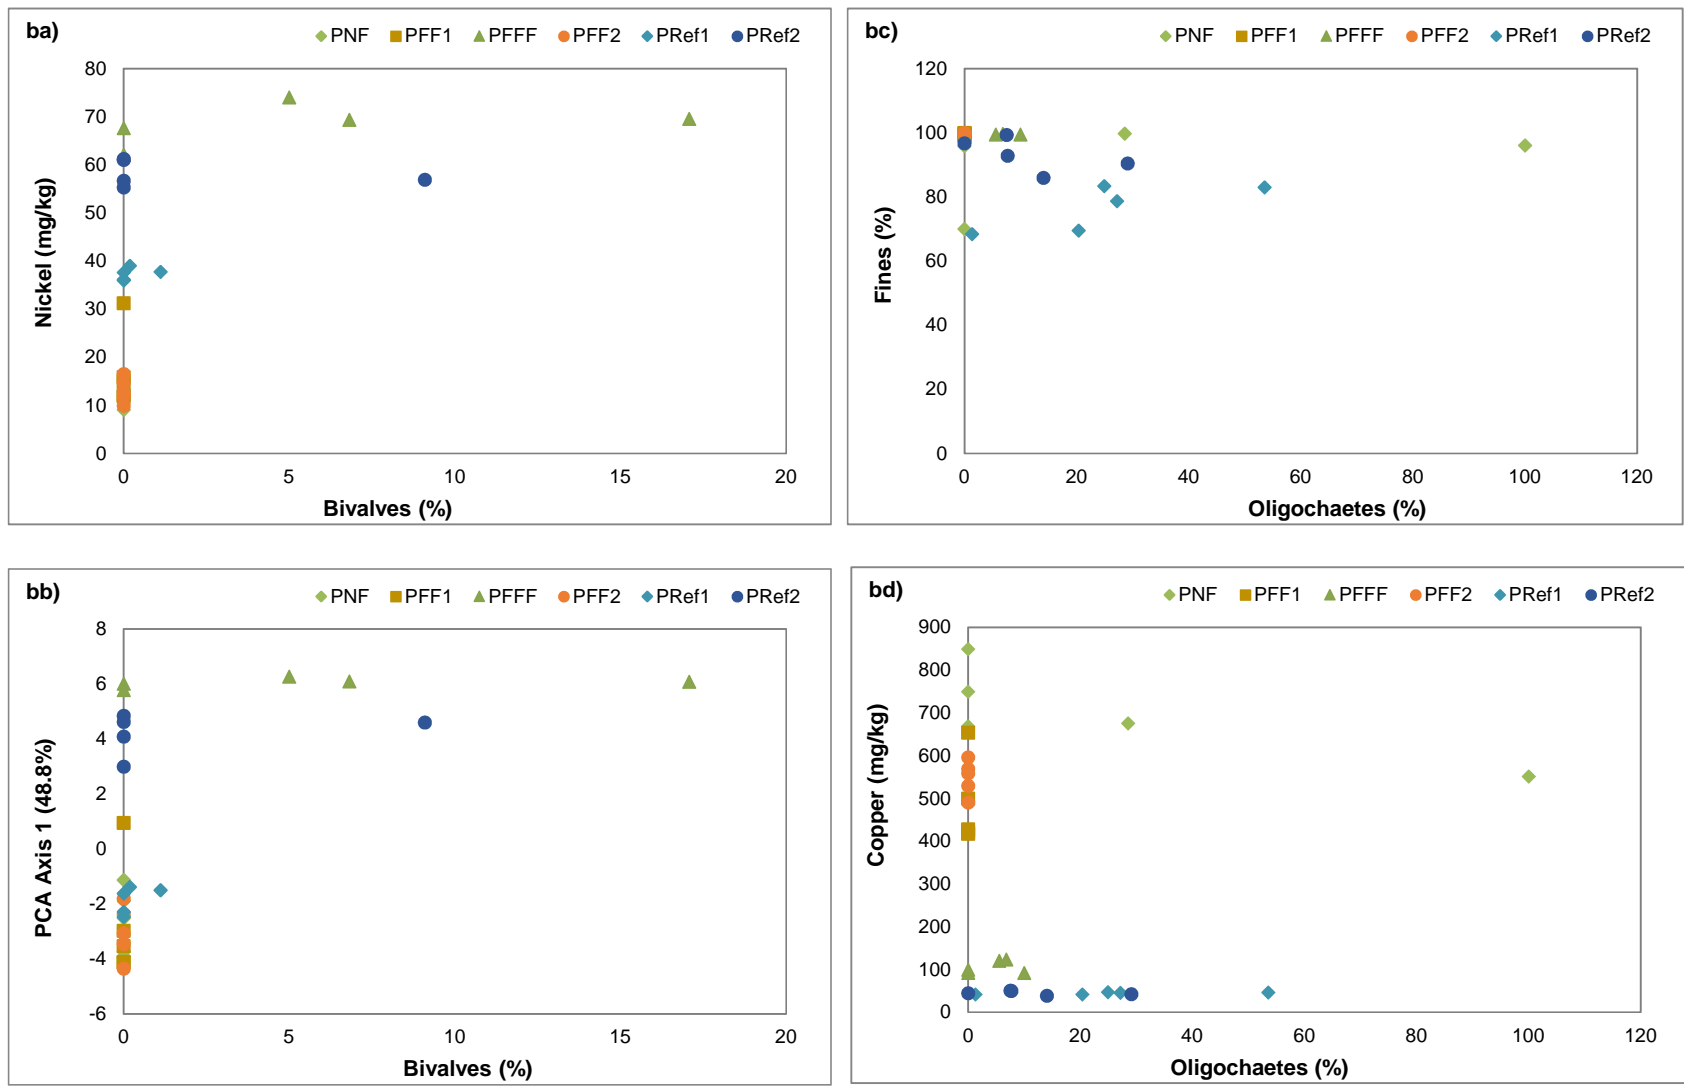 ba)
PNF PFF1 PFFF PFF2 PRef1 PRef2
80
70
60
50
40
30
20
10
0
0 5 10 15 20
Nickel (mg/kg)
Bivalves (%)
bc)
PNF PFF1 PFFF PFF2 PRef1 PRef2
120
100
80
60
40
20
0
0 20 40 60 80 100 120
Fines (%)
Oligochaetes (%)
bb)
PNF PFF1 PFFF PFF2 PRef1 PRef2
8
6
4
2
0
-2
-4
-6
0 5 10 15 20
PCA Axis 1 (48.8%)
Bivalves (%)
bd)
PNF PFF1 PFFF PFF2 PRef1 PRef2
900
800
700
600
500
400
300
200
100
0
0 20 40 60 80 100 120
Copper (mg/kg)
Oligochaetes (%)